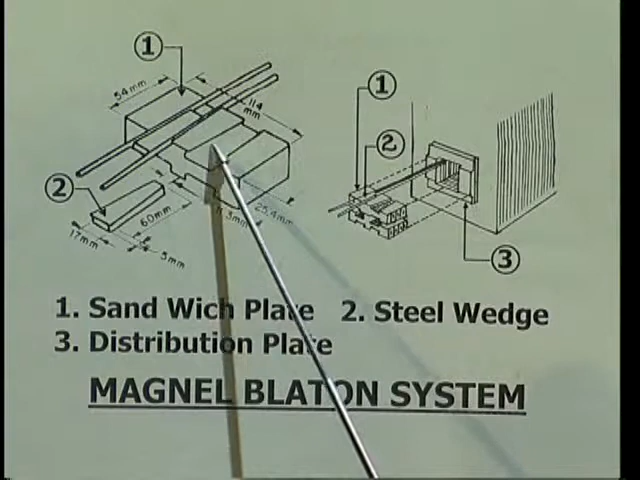 1
1
54mm
114
mm
2
2
60mm
25.4mm
17mm
5mm
3
1. Sand Wich Plate 2. Steel Wedge
3. Distribution Plate
MAGNEL BLATON SYSTEM